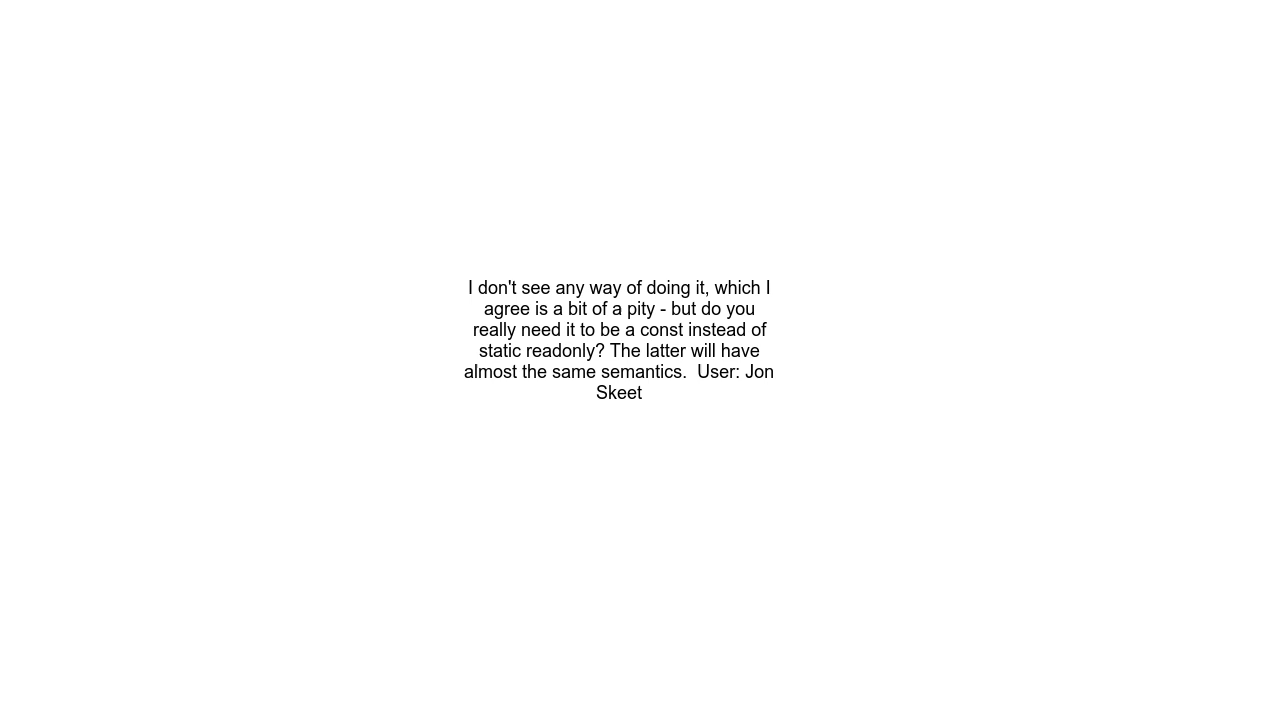 I don't see any way of doing it, which I
agree is a bit of a pity - but do you
really need it to be a const instead of
static readonly? The latter will have
almost the same semantics.  User: Jon
Skeet